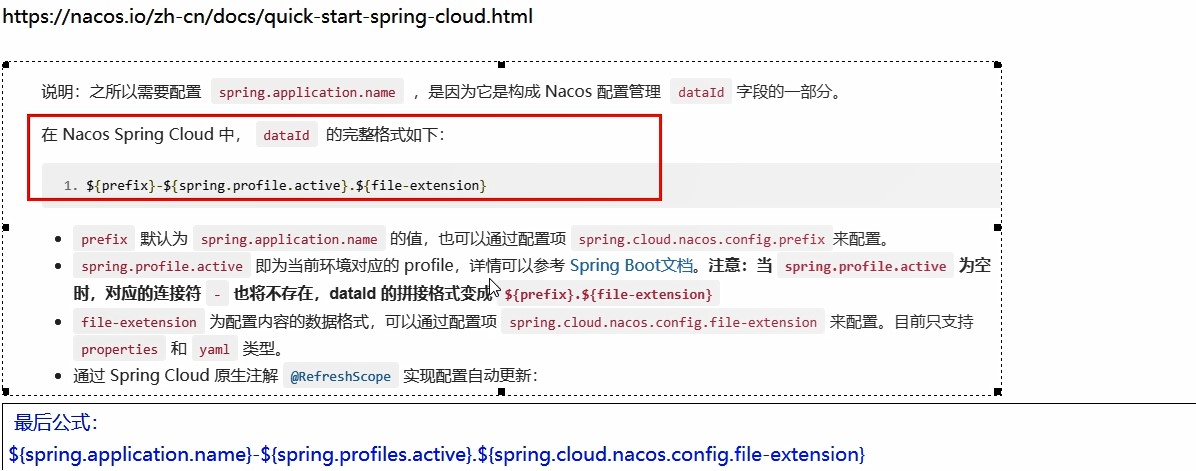 https://nacos.io/zh-cn/docs/quick-start-spring-cloud.html
说明：之所以需要配置 spring.application.name ，是因为它是构成 Nacos 配置管理 dataId 字段的一部分。
在 Nacos Spring Cloud 中， dataId 的完整格式如下：
1. ${prefix}-${spring.profile.active}.${file-extension}
• prefix 默认为 spring.application.name 的值，也可以通过配置项 spring.cloud.nacos.config.prefix 来配置。
• spring.profile.active 即为当前环境对应的 profile，详情可以参考 Spring Boot文档。注意：当 spring.profile.active 为空
时，对应的连接符 - 也将不存在，dataId 的拼接格式变成 ${prefix}.${file-extension}
• file-exetension 为配置内容的数据格式，可以通过配置项 spring.cloud.nacos.config.file-extension 来配置。目前只支持
properties 和 yaml 类型。
• 通过 Spring Cloud 原生注解 @RefreshScope 实现配置自动更新：
最后公式：
${spring.application.name}-${spring.profiles.active}.${spring.cloud.nacos.config.file-extension}